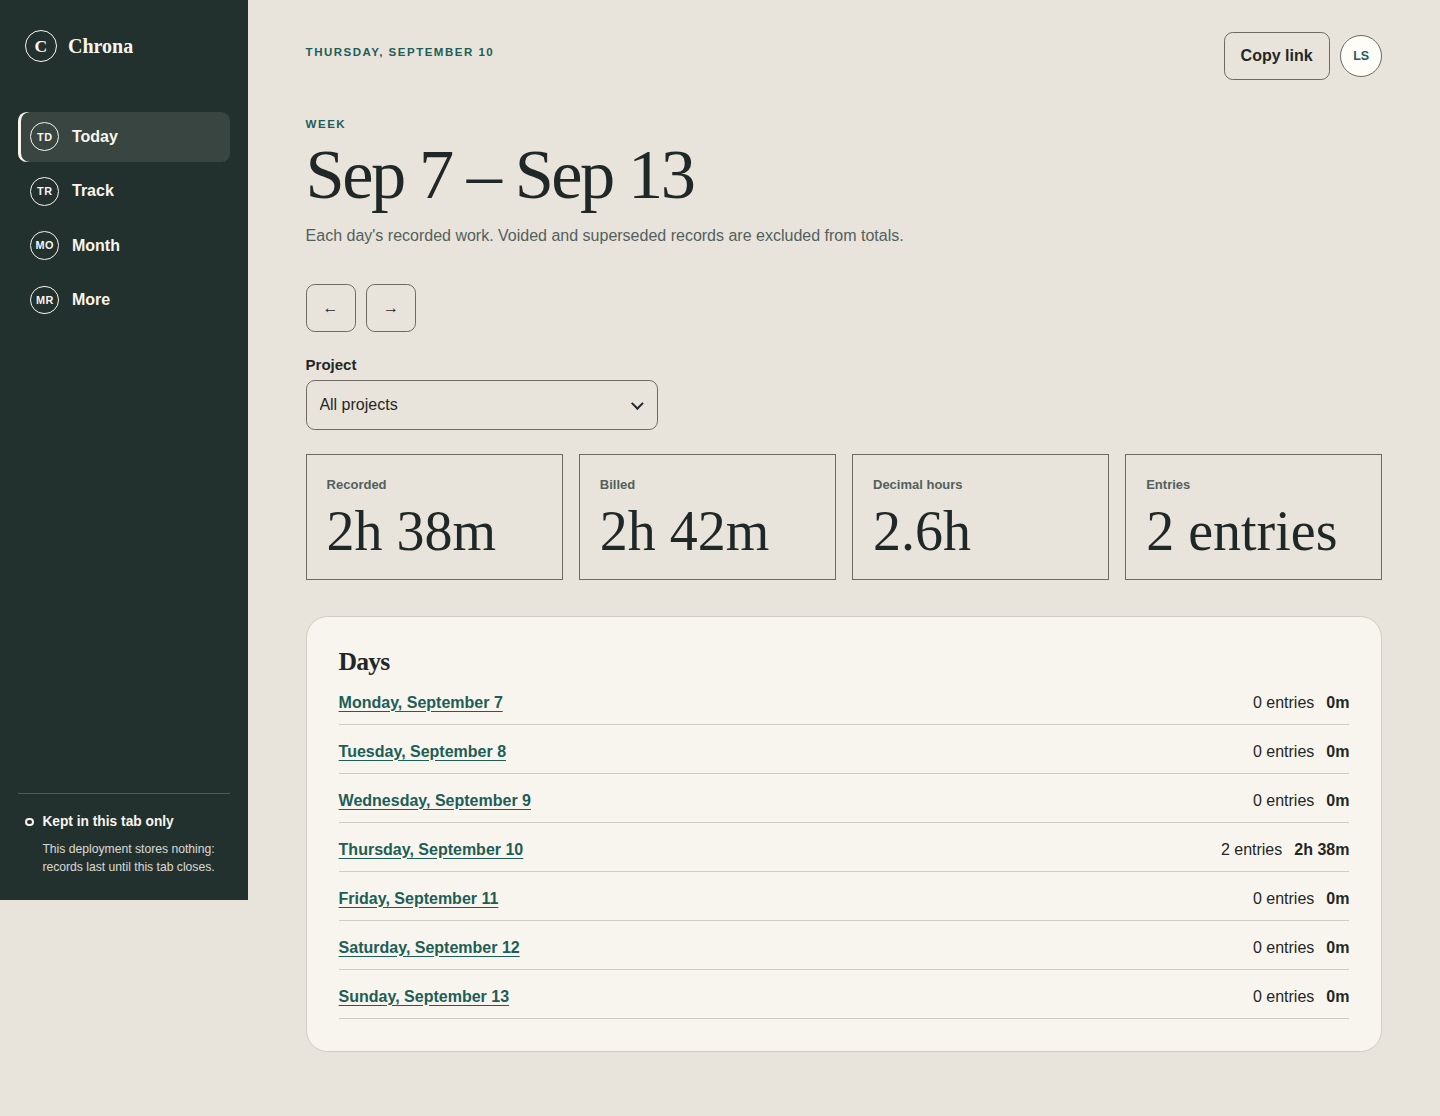 C Chrona
TD Today
TR Track
MO Month
MR More
Kept in this tab only
This deployment stores nothing:
records last until this tab closes.
THURSDAY, SEPTEMBER 10
Copy link
LS
WEEK
Sep 7 – Sep 13
Each day's recorded work. Voided and superseded records are excluded from totals.
← →
Project
All projects
Recorded
2h 38m
Billed
2h 42m
Decimal hours
2.6h
Entries
2 entries
Days
Monday, September 7 0 entries 0m
Tuesday, September 8 0 entries 0m
Wednesday, September 9 0 entries 0m
Thursday, September 10 2 entries 2h 38m
Friday, September 11 0 entries 0m
Saturday, September 12 0 entries 0m
Sunday, September 13 0 entries 0m